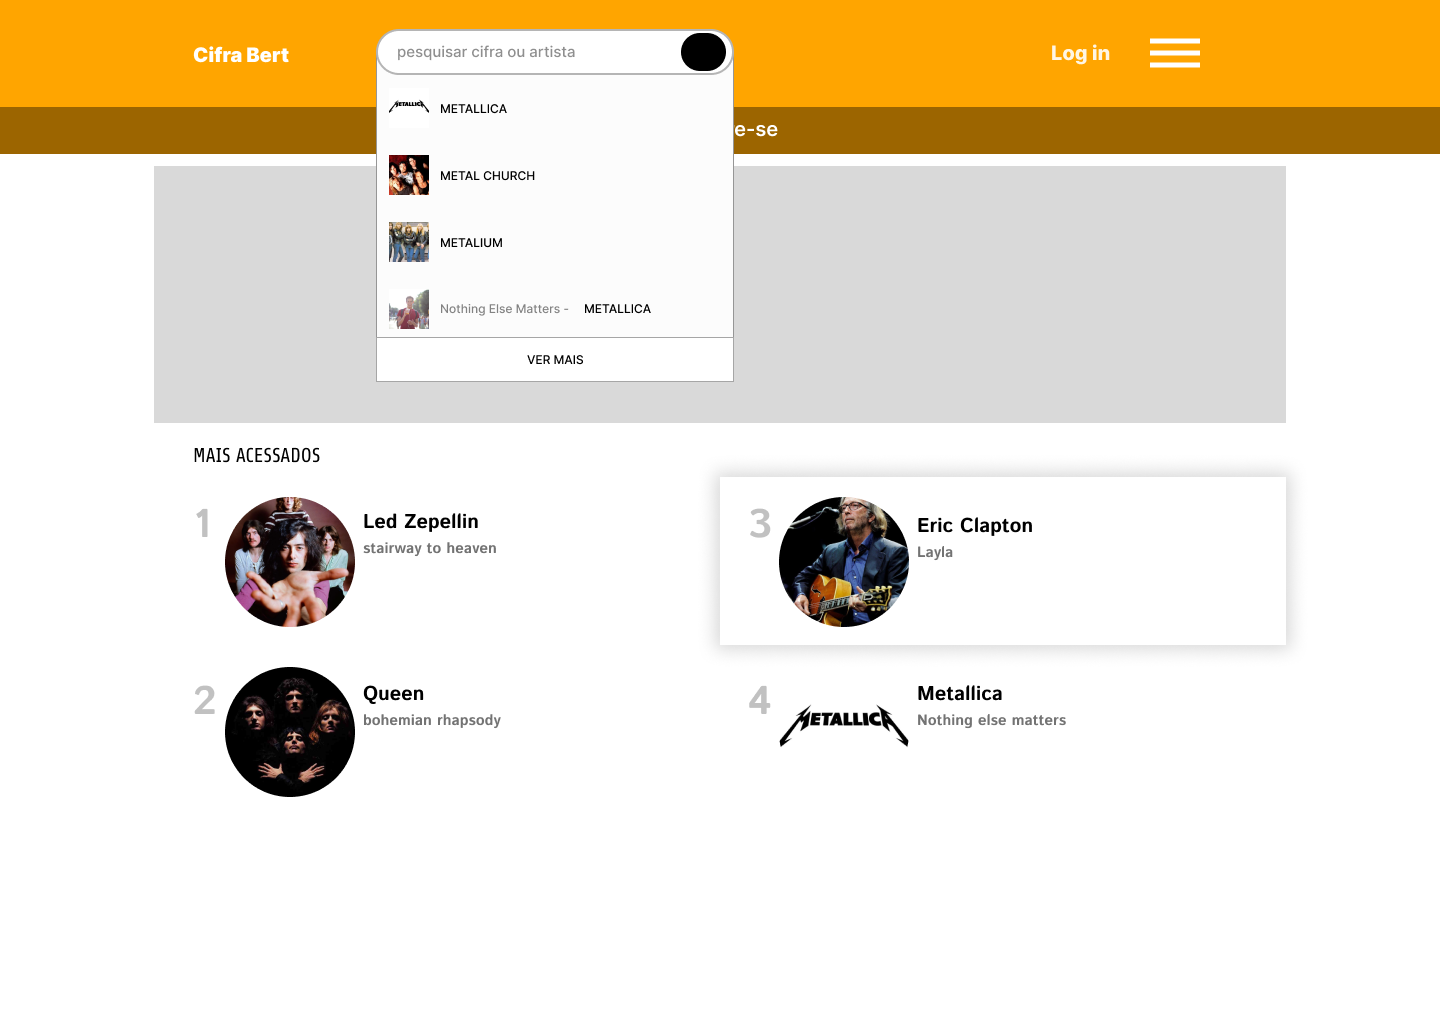 Cifra Bert
pesquisar cifra ou artista
Log in
METALLICA
METALLICA
e-se
METAL CHURCH
METALIUM
Nothing Else Matters - METALLICA
VER MAIS
MAIS ACESSADOS
1
Led Zepellin
stairway to heaven
3
Eric Clapton
Layla
2
Queen
bohemian rhapsody
4
METALLICA
Metallica
Nothing else matters